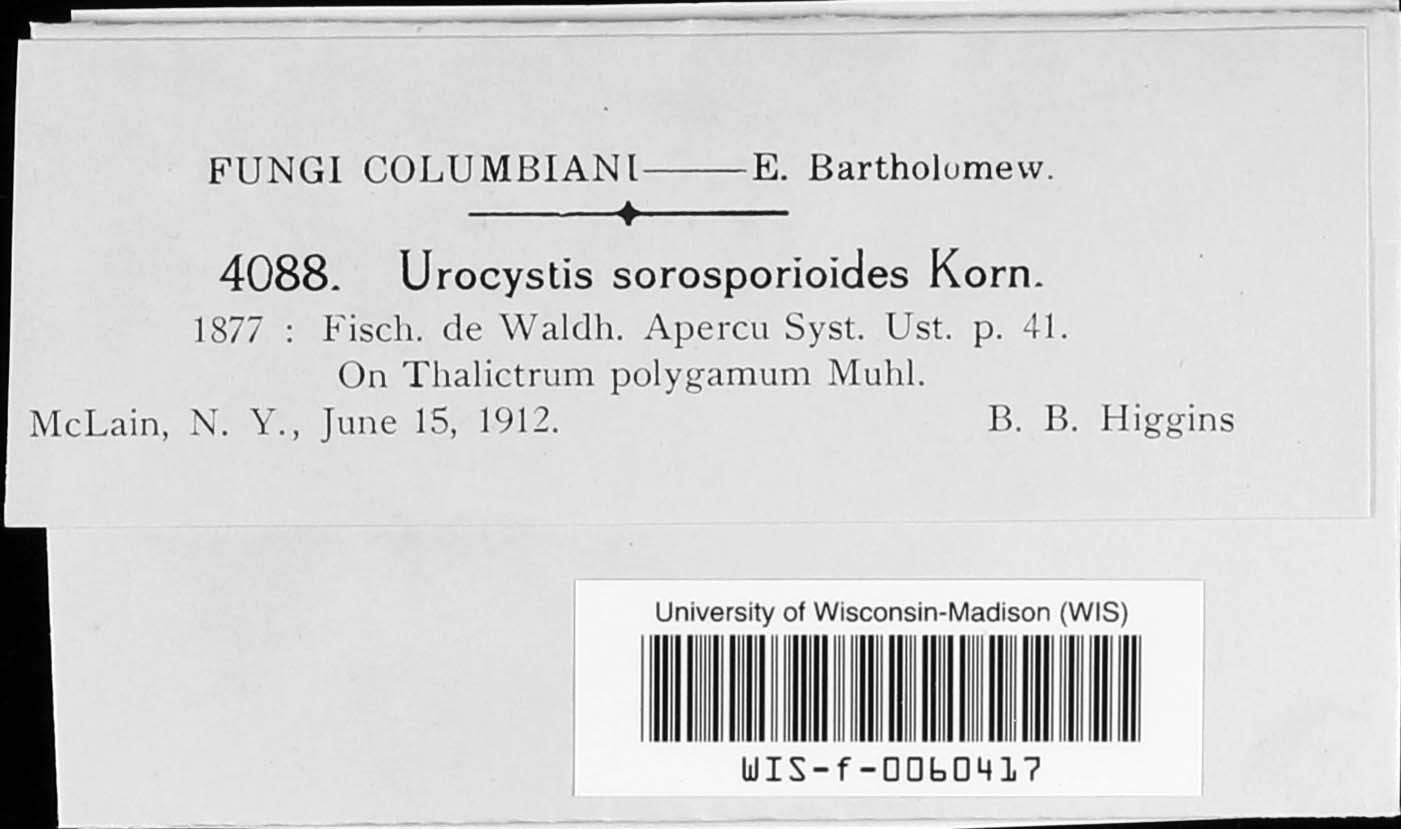 FUNGI COLUMBIANI——E. Bartholomew.
4088. Urocystis sorosporioides Korn.
1877 : Fisch. de Waldh. Apercu Syst. Ust. p. 41.
On Thalictrum polygamum Muhl.
McLain, N. Y., June 15, 1912. B. B. Higgins
University of Wisconsin-Madison (WIS)
WIS-f-0060417